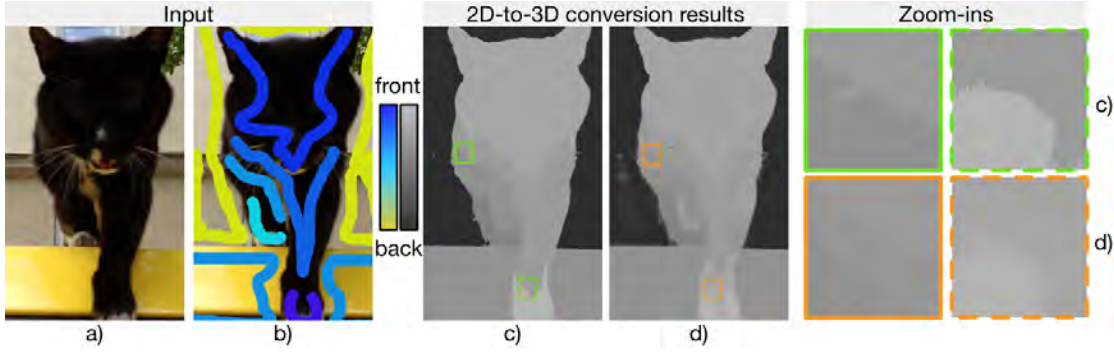 Input
2D-to-3D conversion results
Zoom-ins
front
back
c)
d)
a)
b)
c)
d)